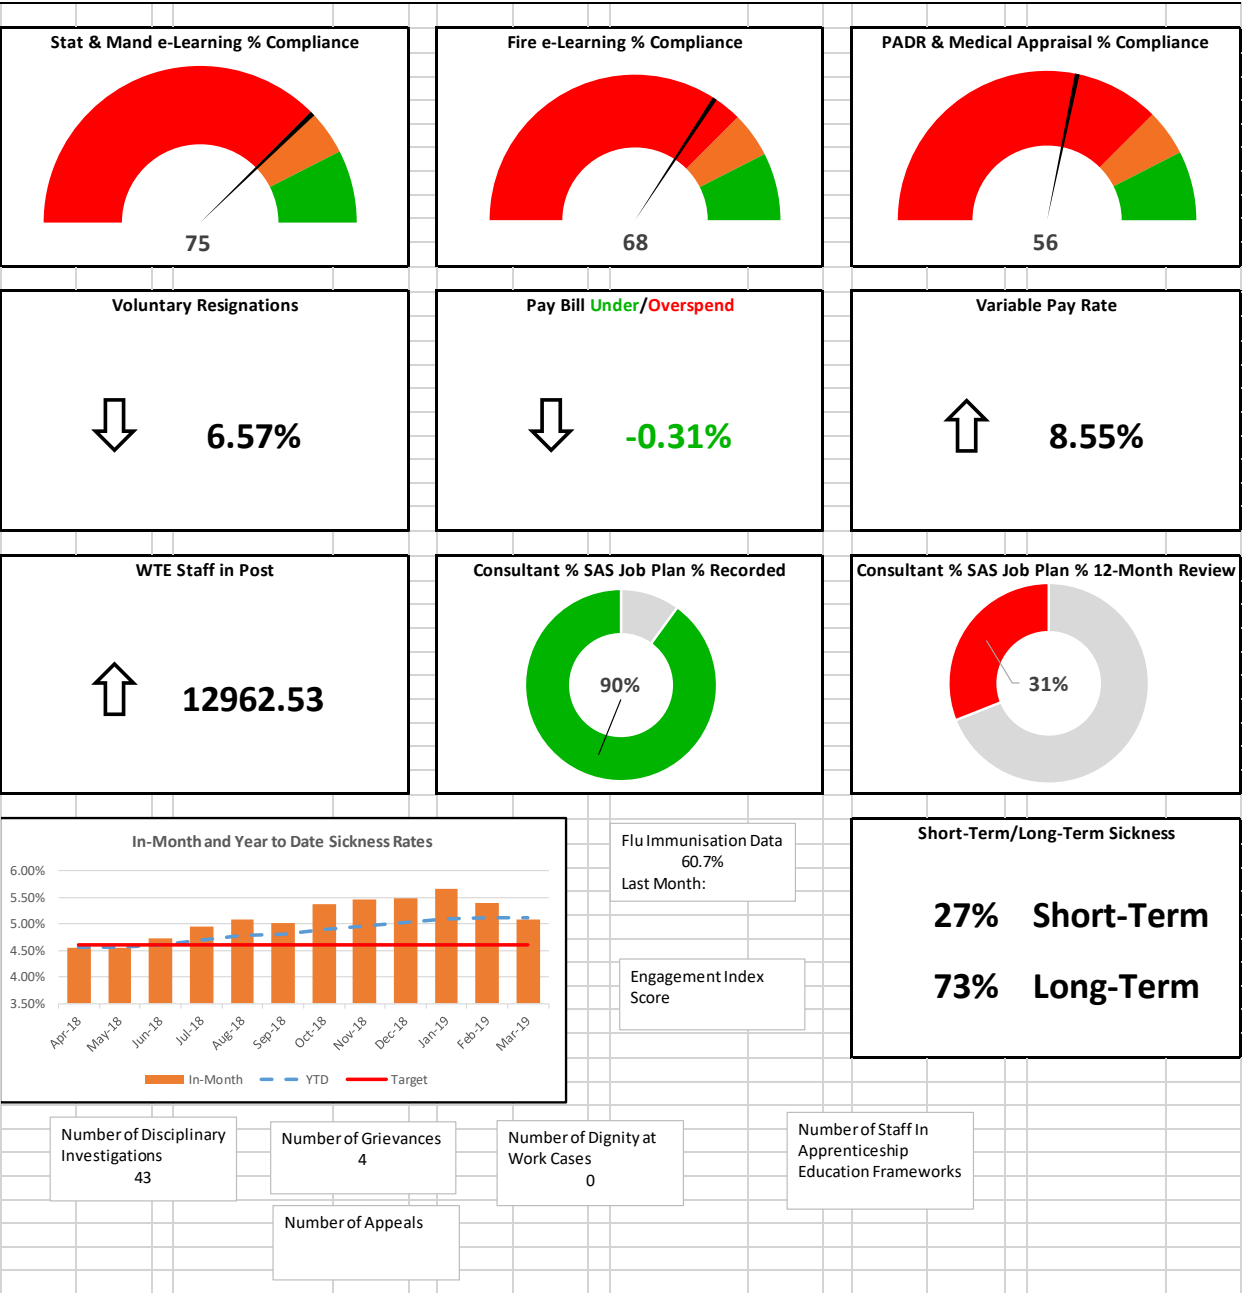 Stat & Mand e-Learning % Compliance
75
Fire e-Learning % Compliance
68
PADR & Medical Appraisal % Compliance
56
Voluntary Resignations
6.57%
Pay Bill Under/Overspend
-0.31%
Variable Pay Rate
8.55%
WTE Staff in Post
12962.53
Consultant % SAS Job Plan % Recorded
90%
Consultant % SAS Job Plan % 12-Month Review
31%
In-Month and Year to Date Sickness Rates
6.00%
5.50%
5.00%
4.50%
4.00%
3.50%
Apr-18
May-18
Jun-18
Jul-18
Aug-18
Sep-18
Oct-18
Nov-18
Dec-18
Jan-19
Feb-19
Mar-19
In-Month
YTD
Target
Flu Immunisation Data
60.7%
Last Month:
Engagement Index
Score
Short-Term/Long-Term Sickness
27% Short-Term
73% Long-Term
Number of Disciplinary
Investigations
43
Number of Grievances
4
Number of Dignity at
Work Cases
0
Number of Staff In
Apprenticeship
Education Frameworks
Number of Appeals